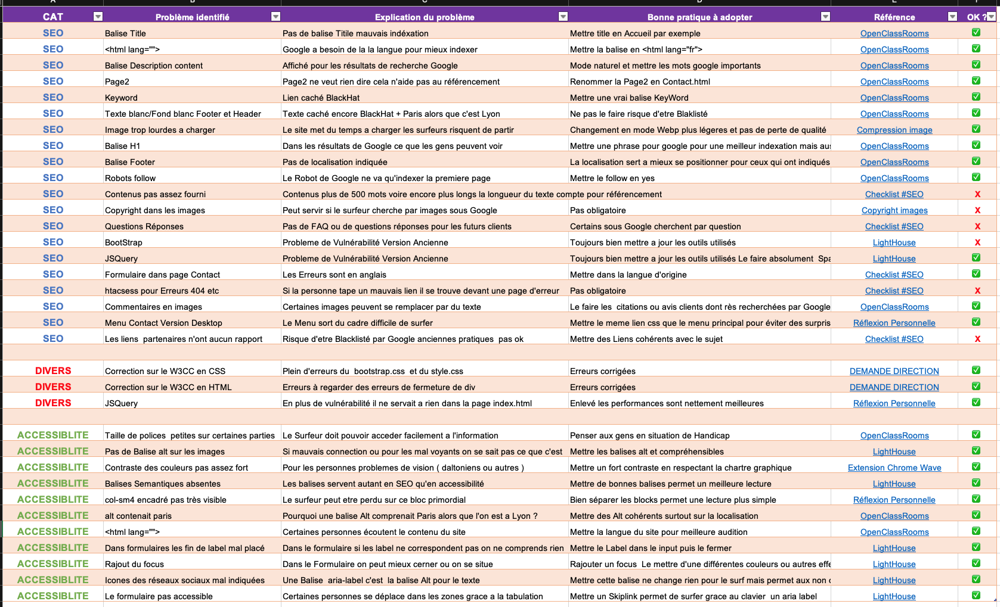 CAT Problème identifié Explication du problème Bonne pratique à adopter Référence OK ?
SEO Balise Title Pas de balise Titile mauvais indéxation Mettre title en Accueil par exemple OpenClassRooms ✅
SEO <html lang=""> Google a besoin de la la langue pour mieux indexer Mettre la balise en <html lang="fr"> OpenClassRooms ✅
SEO Balise Description content Affiché pour les résultats de recherche Google Mode naturel et mettre les mots google importants OpenClassRooms ✅
SEO Page2 Page2 ne veut rien dire cela n'aide pas au référencement Renommer la Page2 en Contact.html OpenClassRooms ✅
SEO Keyword Lien caché BlackHat Mettre une vrai balise KeyWord OpenClassRooms ✅
SEO Texte blanc/Fond blanc Footer et Header Texte caché encore BlackHat + Paris alors que c'est Lyon Ne pas le faire risque d'etre Blaklisté OpenClassRooms ✅
SEO Image trop lourdes a charger Le site met du temps a charger les surfeurs risquent de partir Changement en mode Webp plus légeres et pas de perte de qualité Compression image ✅
SEO Balise H1 Dans les résultats de Google ce que les gens peuvent voir Mettre une phrase pour google pour une meilleur indexation mais OpenClassRooms ✅
SEO Balise Footer Pas de localisation indiquée La localisation sert a mieux se positionner pour ceux qui ont indiqués OpenClassRooms ✅
SEO Robots follow Le Robot de Google ne va qu'indexer la premiere page Mettre le follow en yes OpenClassRooms ✅
SEO Contenus pas assez fourni Contenus plus de 500 mots voire encore plus longs la longueur du texte compte pour référencement Checklist #SEO X
SEO Copyright dans les images Peut servir si le surfeur cherche par images sous Google Pas obligatoire Copyright images X
SEO Questions Réponses Pas de FAQ ou de questions réponses pour les futurs clients Certains sous Google cherchent par question Checklist #SEO X
SEO BootStrap Probleme de Vulnérabilité Version Ancienne Toujours bien mettre a jour les outils utilisés LightHouse X
SEO JSQuery Probleme de Vulnérabilité Version Ancienne Toujours bien mettre a jour les outils utilisés Le faire absolument LightHouse ✅
SEO Formulaire dans page Contact Les Erreurs sont en anglais Mettre dans la langue d'origine Checklist #SEO ✅
SEO htacsess pour Erreurs 404 etc Si la personne tape un mauvais lien il se trouve devant une page d'erreur Pas obligatoire Checklist #SEO X
SEO Commentaires en images Certaines images peuvent se remplacer par du texte Le faire les citations ou avis clients dont rès recherchées par Google OpenClassRooms ✅
SEO Menu Contact Version Desktop Le Menu sort du cadre difficile de surfer Mettre le meme lien css que le menu principal pour éviter des surpris Réflexion Personnelle ✅
SEO Les liens partenaires n'ont aucun rapport Risque d'etre Blacklisté par Google anciennes pratiques pas ok Mettre des Liens cohérents avec le sujet Checklist #SEO X
DIVERS Correction sur le W3CC en CSS Plein d'erreurs du bootstrap.css et du style.css Erreurs corrigées DEMANDE DIRECTION ✅
DIVERS Correction sur le W3CC en HTML Erreurs à regarder des erreurs de fermeture de div Erreurs corrigées DEMANDE DIRECTION ✅
DIVERS JSQuery En plus de vulnérabilité il ne servait a rien dans la page index.html Enlevé les performances sont nettement meilleures Réflexion Personnelle ✅
ACCESSIBLITE Taille de polices petites sur certaines parties Le Surfeur doit pouvoir acceder facilement a l'information Penser aux gens en situation de Handicap OpenClassRooms ✅
ACCESSIBLITE Pas de Balise alt sur les images Si mauvais connection ou pour les mal voyants on se sait pas ce que c'est Mettre les balises alt et compréhensibles LightHouse ✅
ACCESSIBLITE Contraste des couleurs pas assez fort Pour les personnes problemes de vision ( daltoniens ou autres ) Mettre un fort contraste en respectant la chartre graphique Extension Chrome Wave ✅
ACCESSIBLITE Balises Semantiques absentes Les balises servent autant en SEO qu'en accessibilité Mettre de bonnes balises permet un meilleure lecture LightHouse ✅
ACCESSIBLITE col-sm4 encadré pas très visible Le surfeur peut etre perdu sur ce bloc primordial Bien séparer les blocks permet une lecture plus simple Réflexion Personnelle ✅
ACCESSIBLITE alt contenait paris Pourquoi une balise Alt comprenait Paris alors que l'on est a Lyon ? Mettre des Alt cohérents surtout sur la localisation OpenClassRooms ✅
ACCESSIBLITE <html lang=""> Certaines personnes écoutent le contenu du site Mettre la langue du site pour meilleure audition OpenClassRooms ✅
ACCESSIBLITE Dans formulaires les fin de label mal placé Dans le formulaire si les label ne correspondent pas on ne comprends rien Mettre le Label dans le input puis le fermer LightHouse ✅
ACCESSIBLITE Rajout du focus Dans le Formulaire on peut mieux cerner ou on se situe Rajouter un focus Le mettre d'une différentes couleurs ou autres LightHouse ✅
ACCESSIBLITE Icones des réseaux sociaux mal indiquées Une Balise aria-label c'est la balise Alt pour le texte Mettre cette balise ne change rien pour le surf mais permet aux non LightHouse ✅
ACCESSIBLITE Le formulaire pas accessible Certaines personnes se déplace dans les zones grace a la tabulation Mettre un Skiplink permet de surfer grace au clavier un aria label LightHouse ✅